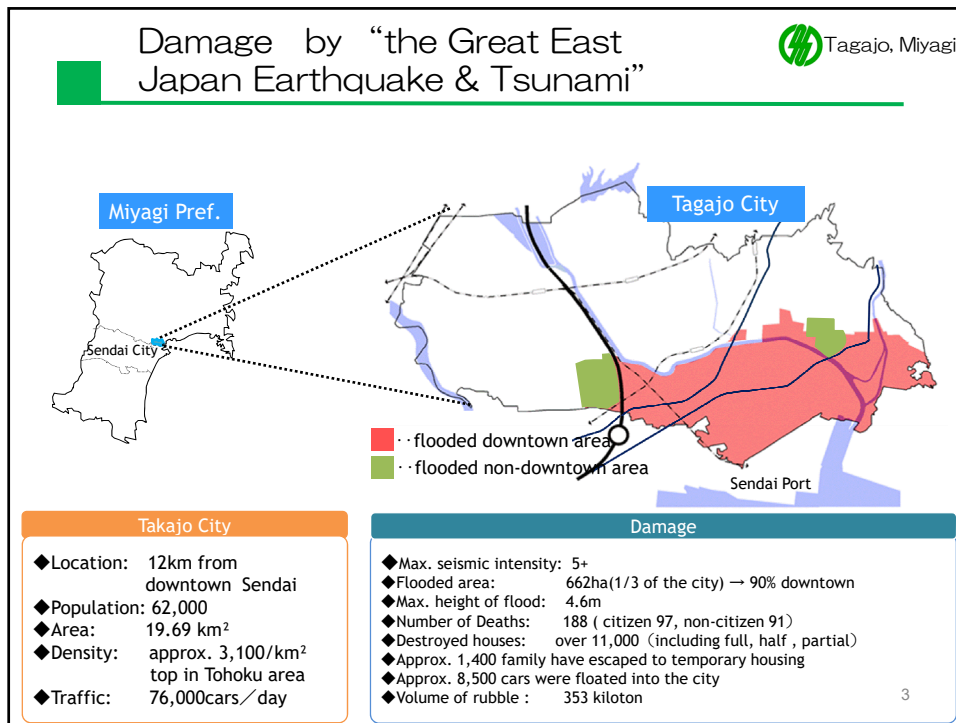 Damage by “the Great East
Japan Earthquake & Tsunami”
Tagajo, Miyagi
Miyagi Pref.
Sendai City
Tagajo City
‥flooded downtown area
‥flooded non-downtown area
Sendai Port
Takajo City
◆Location: 12km from
downtown Sendai
◆Population: 62,000
◆Area: 19.69 km²
◆Density: approx. 3,100/km²
top in Tohoku area
◆Traffic: 76,000cars／day
Damage
◆Max. seismic intensity: 5+
◆Flooded area: 662ha(1/3 of the city) → 90% downtown
◆Max. height of flood: 4.6m
◆Number of Deaths: 188 ( citizen 97, non-citizen 91）
◆Destroyed houses: over 11,000（including full, half , partial）
◆Approx. 1,400 family have escaped to temporary housing
◆Approx. 8,500 cars were floated into the city
◆Volume of rubble : 353 kiloton
3